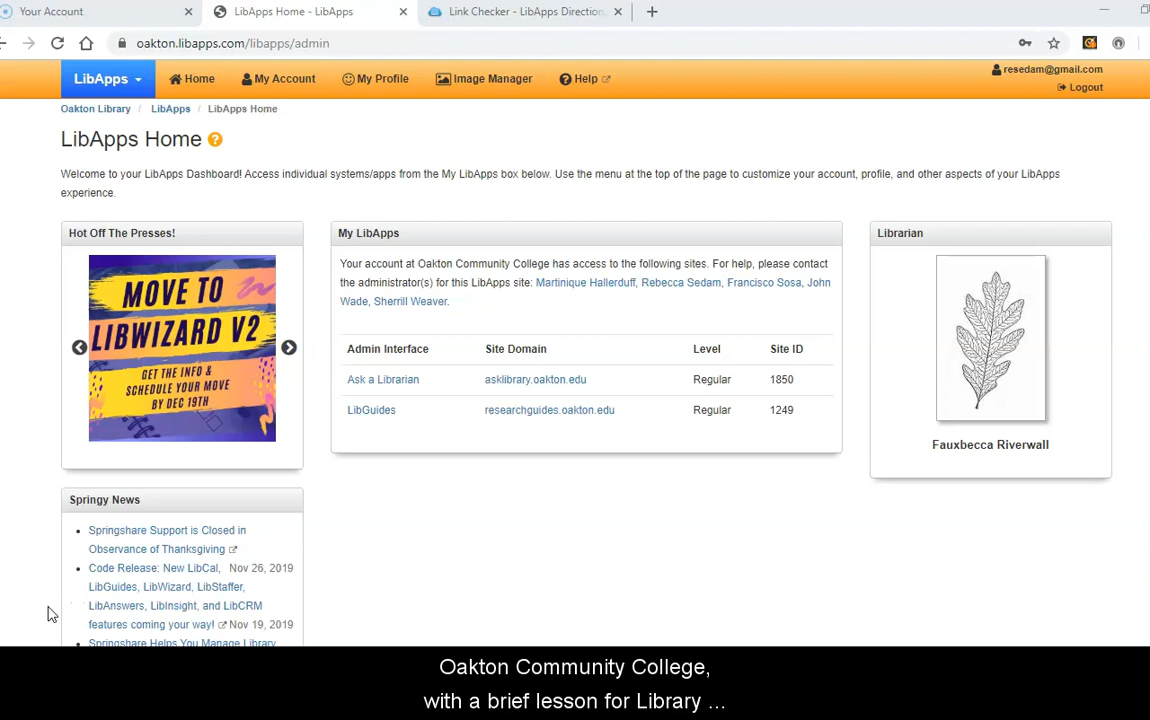 Your Account
LibApps Home - LibApps
Link Checker - LibApps Direction
oakton.libapps.com/libapps/admin
LibApps
Home
My Account
My Profile
Image Manager
Help
resedam@gmail.com
Logout
Oakton Library / LibApps / LibApps Home
LibApps Home
Welcome to your LibApps Dashboard! Access individual systems/apps from the My LibApps box below. Use the menu at the top of the page to customize your account, profile, and other aspects of your LibApps
experience.
Hot Off The Presses!
MOVE TO
LIBWIZARD V2
GET THE INFO &
SCHEDULE YOUR MOVE
BY DEC 19TH
My LibApps
Your account at Oakton Community College has access to the following sites. For help, please contact
the administrator(s) for this LibApps site: Martinique Hallerduff, Rebecca Sedam, Francisco Sosa, John
Wade, Sherrill Weaver.
Admin Interface Site Domain Level Site ID
Ask a Librarian asklibrary.oakton.edu Regular 1850
LibGuides researchguides.oakton.edu Regular 1249
Librarian
Fauxbecca Riverwall
Springy News
Springshare Support is Closed in
Observance of Thanksgiving
Code Release: New LibCal, Nov 26, 2019
LibGuides, LibWizard, LibStaffer,
LibAnswers, LibInsight, and LibCRM
features coming your way! Nov 19, 2019
Springshare Helps You Manage Library
Oakton Community College,
with a brief lesson for Library ...